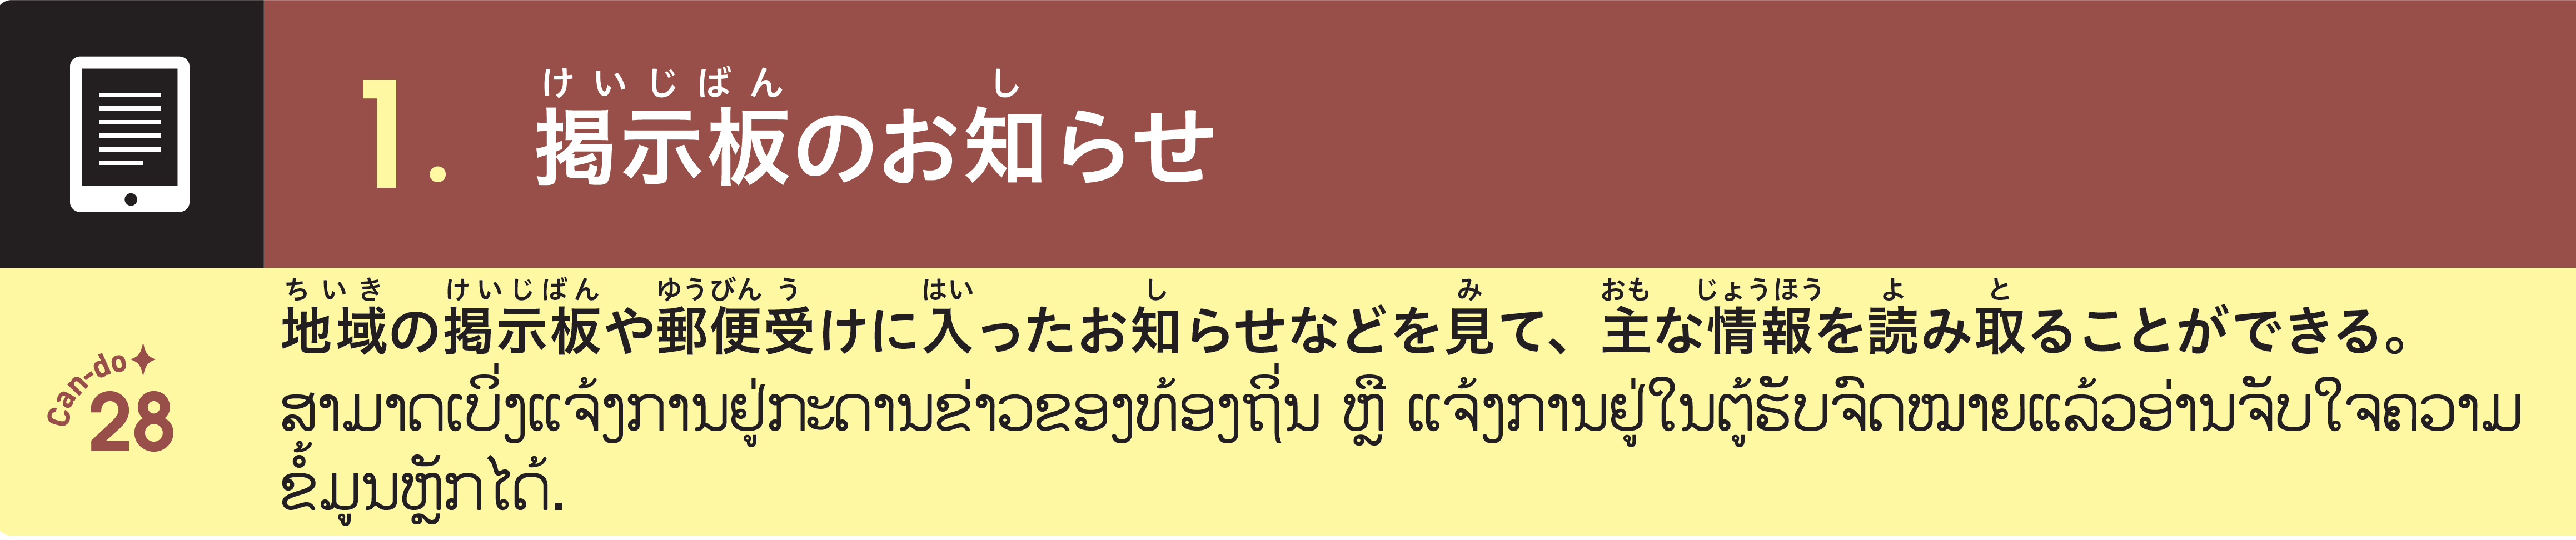 けいじばん し
1. 掲示板のお知らせ
ちいき けいじばん ゆうびん う はい し み おも じょうほう よ と
地域の掲示板や郵便受けに入ったお知らせなどを見て、主な情報を読み取ることができる。
Can-do
28
ສາມາດເບິ່ງແຈ້ງການຢູ່ກະດານຂ່າວຂອງທ້ອງຖິ່ນ ຫຼື ແຈ້ງການຢູ່ໃນຕູ້ຮັບຈົດໝາຍແລ້ວອ່ານຈັບໃຈຄວາມ
ຂໍ້ມູນຫຼັກໄດ້.